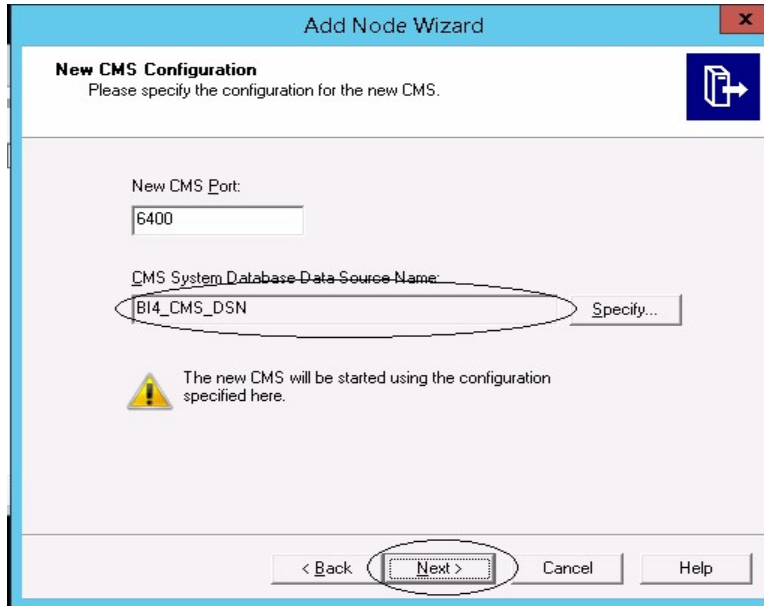 Add Node Wizard
x
New CMS Configuration
Please specify the configuration for the new CMS.
New CMS Port:
6400
CMS System Database Data Source Name:
BI4_CMS_DSN
Specify...
The new CMS will be started using the configuration
specified here.
< Back
Next >
Cancel
Help